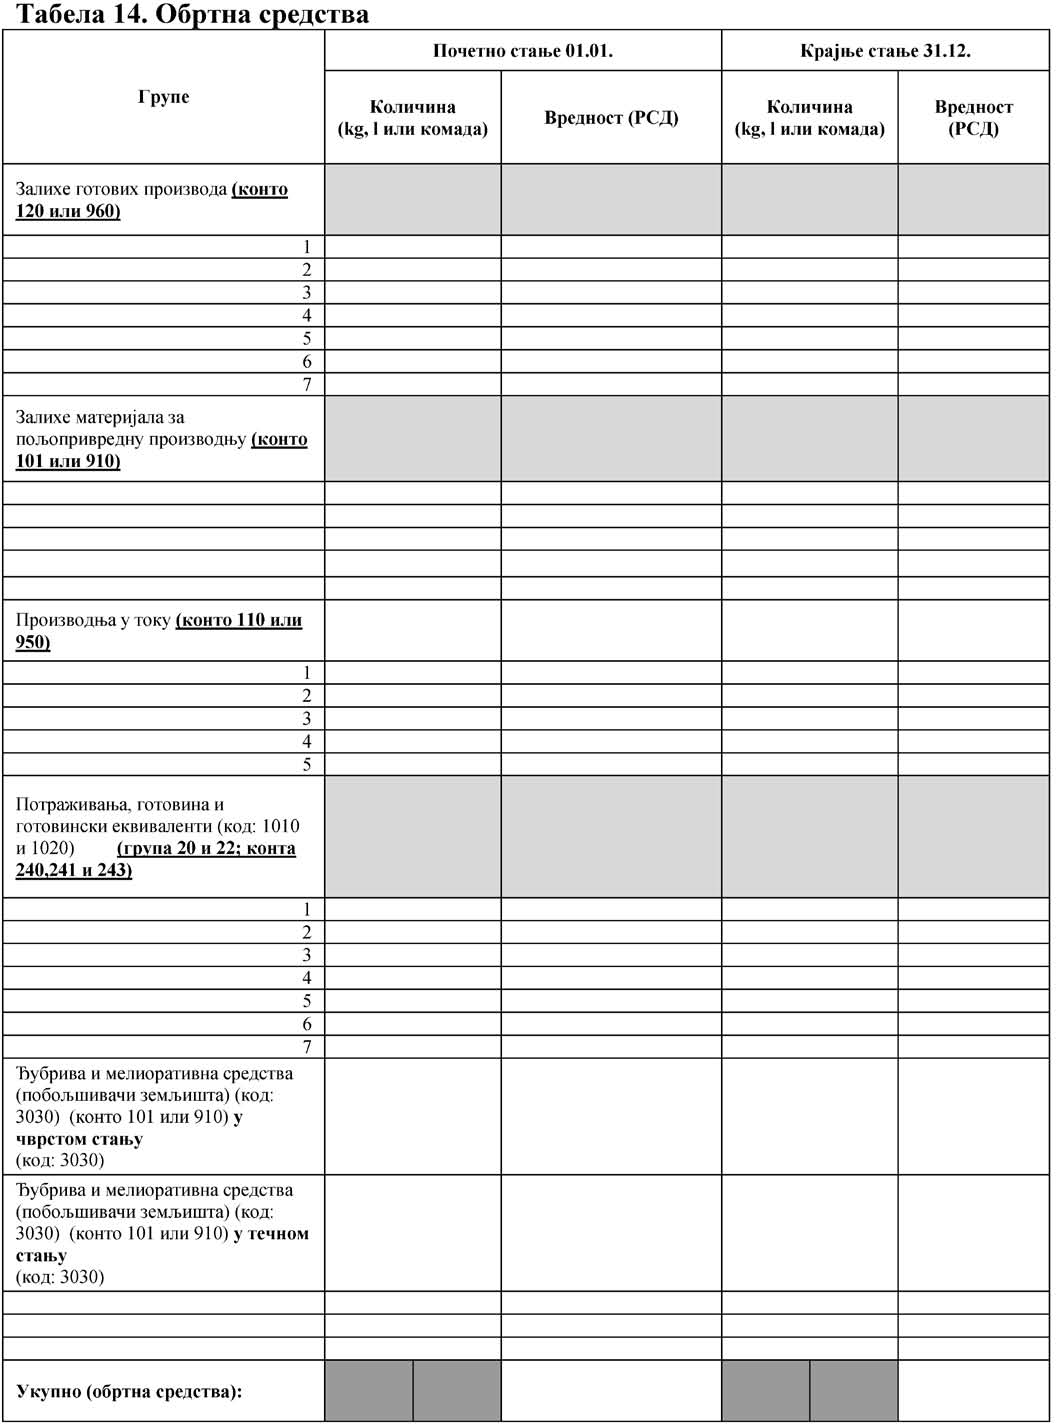 Табела 14. Обртна средства
Групе
Почетно стање 01.01.
Крајње стање 31.12.
Количина
(kg, l или комада)
Вредност (РСД)
Количина
(kg, l или комада)
Вредност
(РСД)
Залихе готових производа (конто
120 или 960)
1
2
3
4
5
6
7
Залихе материјала за
пољопривредну производњу (конто
101 или 910)
Производња у току (конто 110 или
950)
1
2
3
4
5
Потраживања, готовина и
готовински еквиваленти (код: 1010
и 1020) (група 20 и 22; конта
240,241 и 243)
1
2
3
4
5
6
7
Ђубрива и мелиоративна средства
(побољшивачи земљишта) (код:
3030) (конто 101 или 910) у
чврстом стању
(код: 3030)
Ђубрива и мелиоративна средства
(побољшивачи земљишта) (код:
3030) (конто 101 или 910) у течном
стању
(код: 3030)
Укупно (обртна средства):